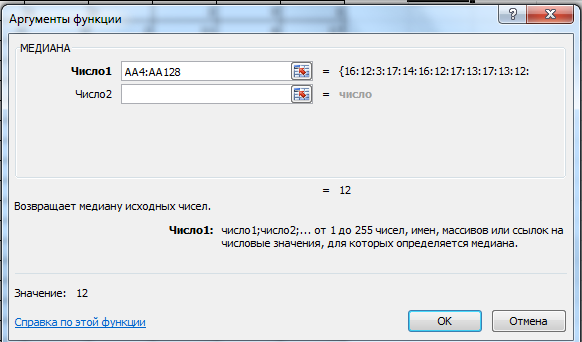 Аргументы функции
МЕДИАНА
Число1 AA4:AA128 = {16:12:3:17:14:16:12:17:13:17:13:12:
Число2 = число
= 12
Возвращает медиану исходных чисел.
Число1: число1;число2;... от 1 до 255 чисел, имен, массивов или ссылок на
числовые значения, для которых определяется медиана.
Значение: 12
Справка по этой функции
ОК
Отмена